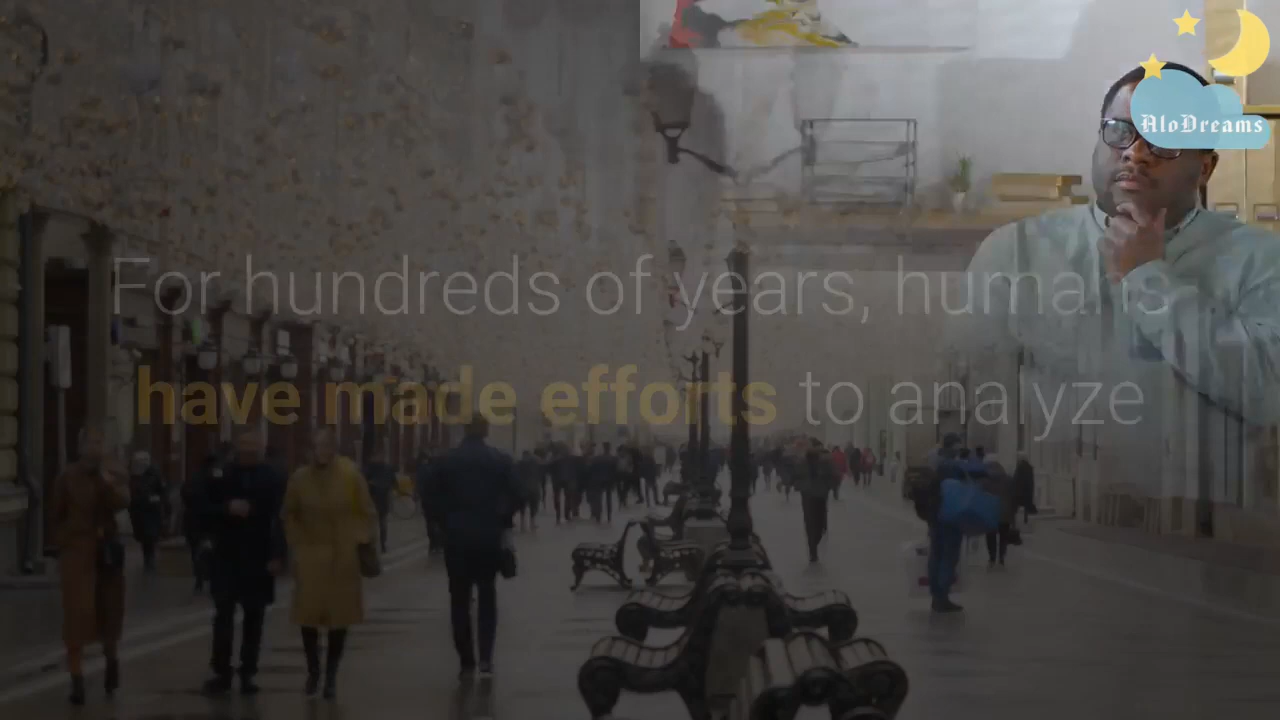 AloDreams
For hundreds of years, humans
have made efforts to analyze